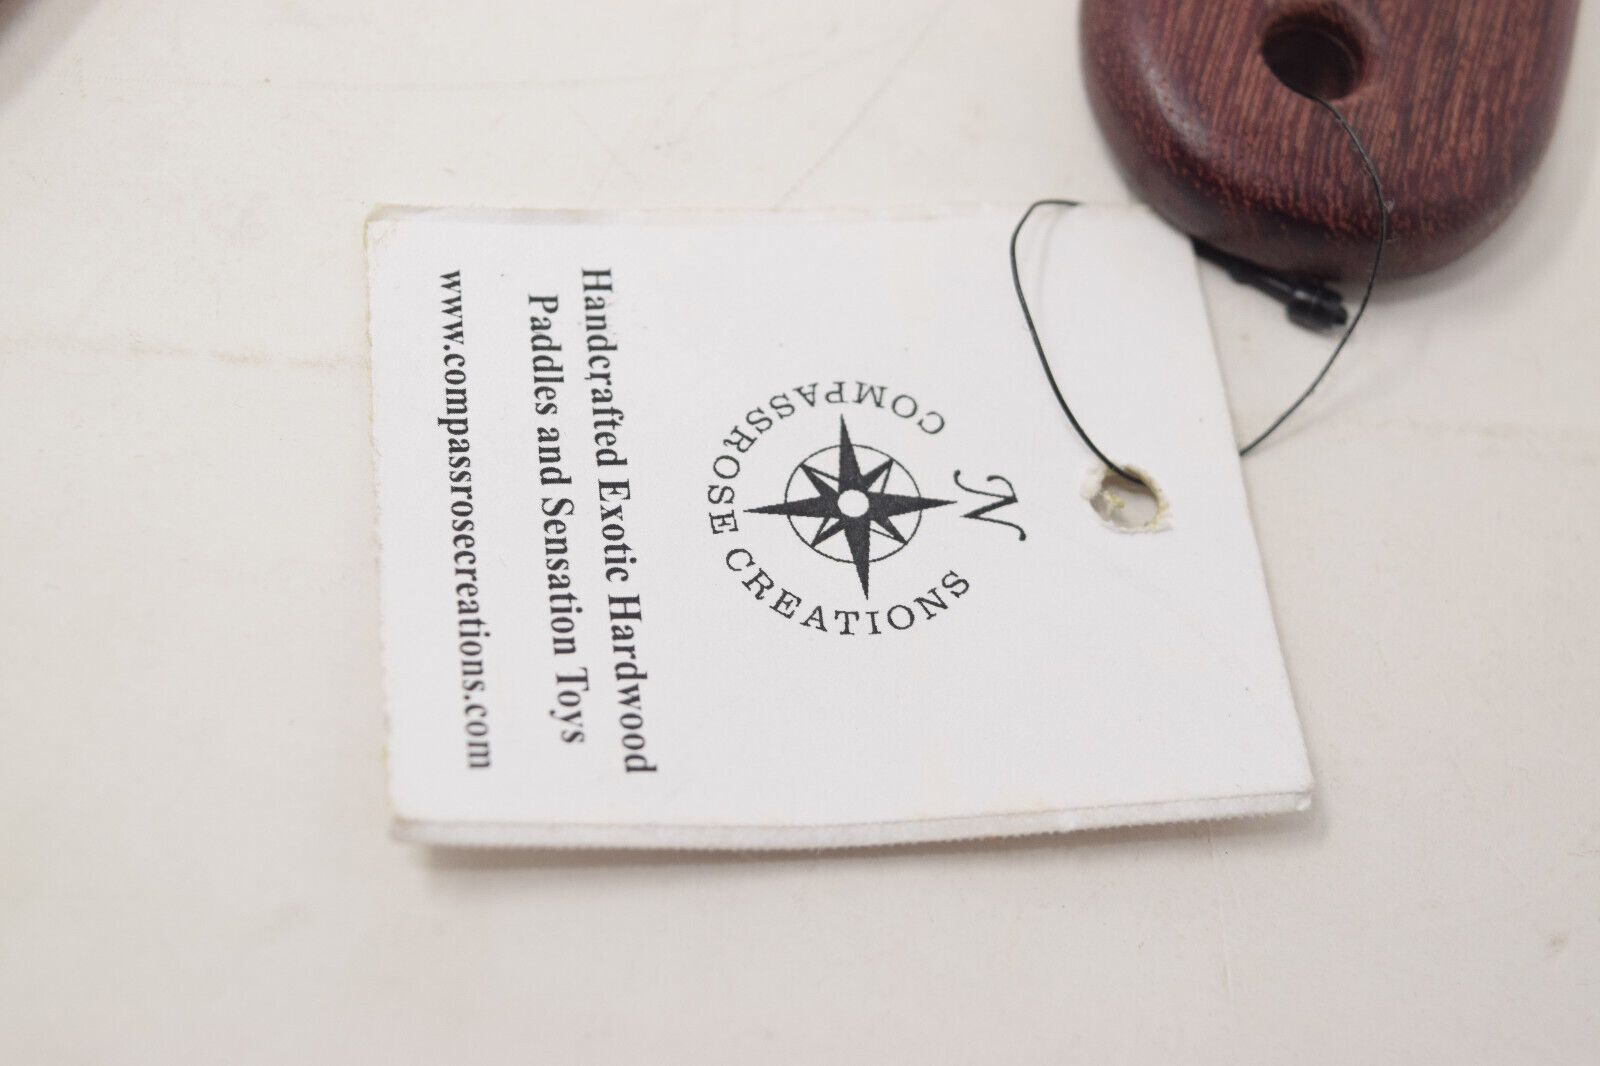 N
COMPASSROSE CREATIONS
Handcrafted Exotic Hardwood
Paddles and Sensation Toys
www.compassrosecreations.com